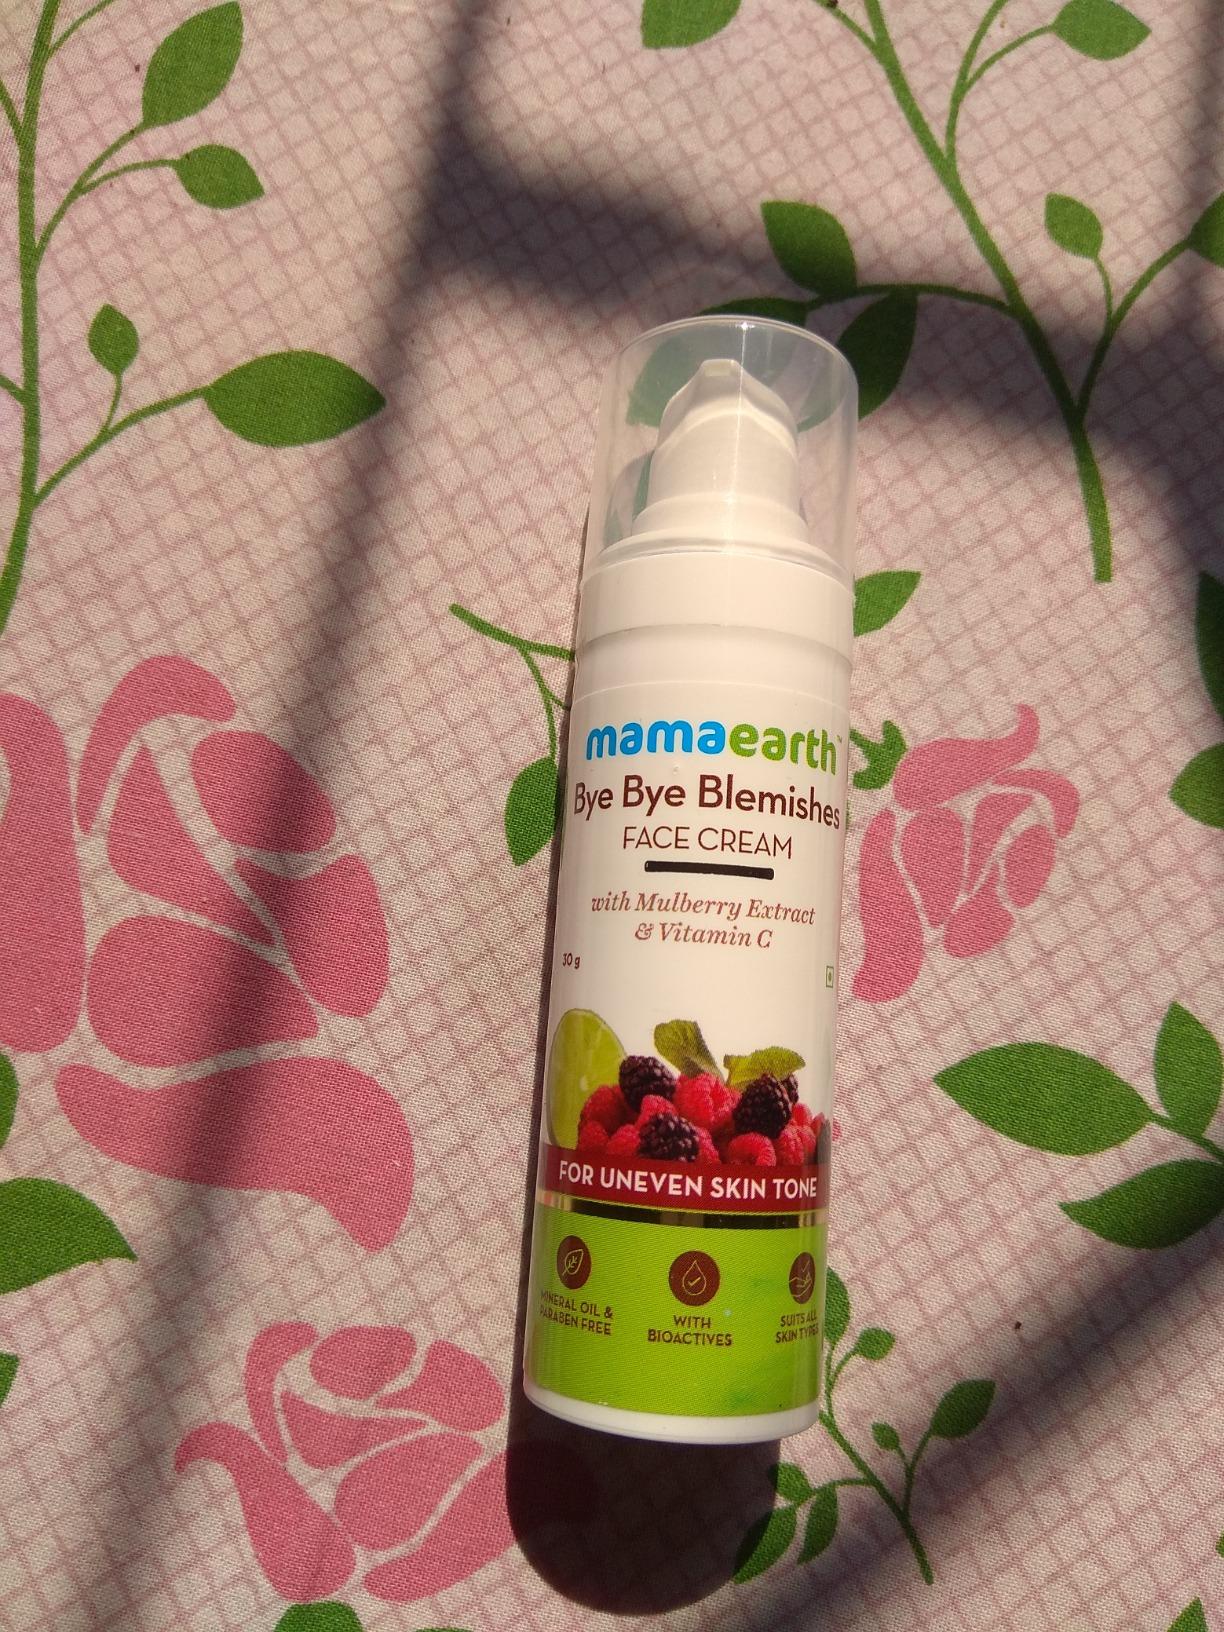 mamaearth™
Bye Bye Blemishes
FACE CREAM
with Mulberry Extract
& Vitamin C
30 g
FOR UNEVEN SKIN TONE
MINERAL OIL &
PARABEN FREE
WITH
BIOACTIVES
SUITS ALL
SKIN TYPES